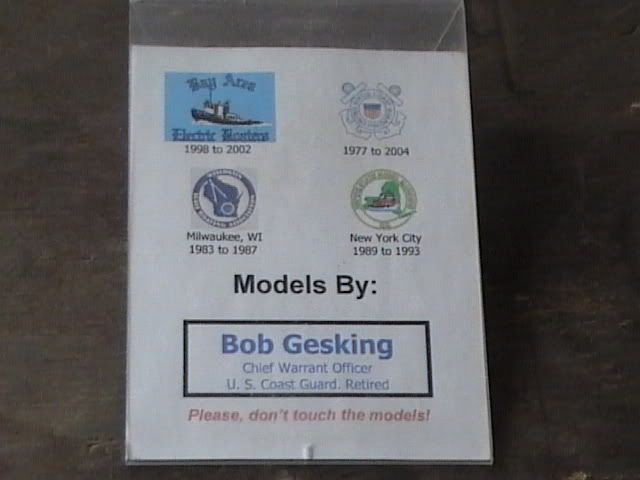 Bay Area
Electric Boaters
1998 to 2002
1977 to 2004
Milwaukee, WI
1983 to 1987
New York City
1989 to 1993
Models By:
Bob Gesking
Chief Warrant Officer
U. S. Coast Guard. Retired
Please, don't touch the models!